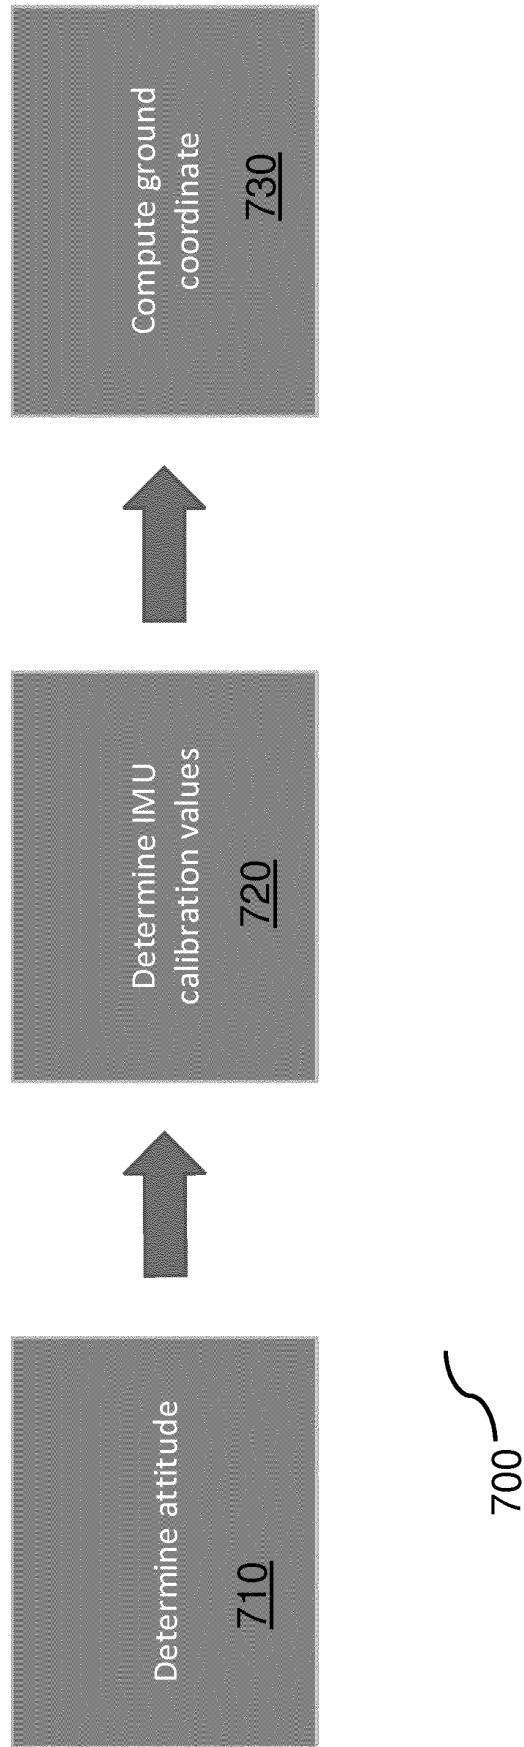 Determine attitude
710
Determine IMU
calibration values
720
Compute ground
coordinate
730
700